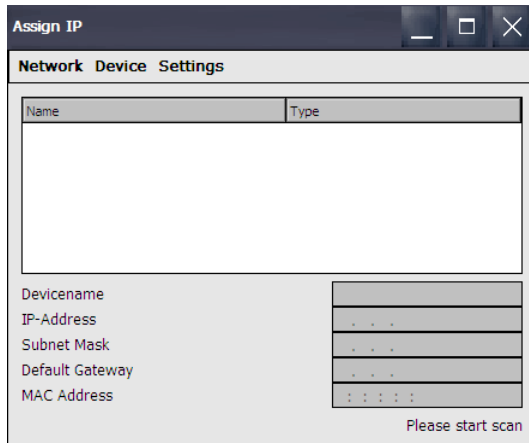 Assign IP
Network Device Settings
Name Type
Devicename
IP-Address . . .
Subnet Mask . . .
Default Gateway . . .
MAC Address : : : : :
Please start scan